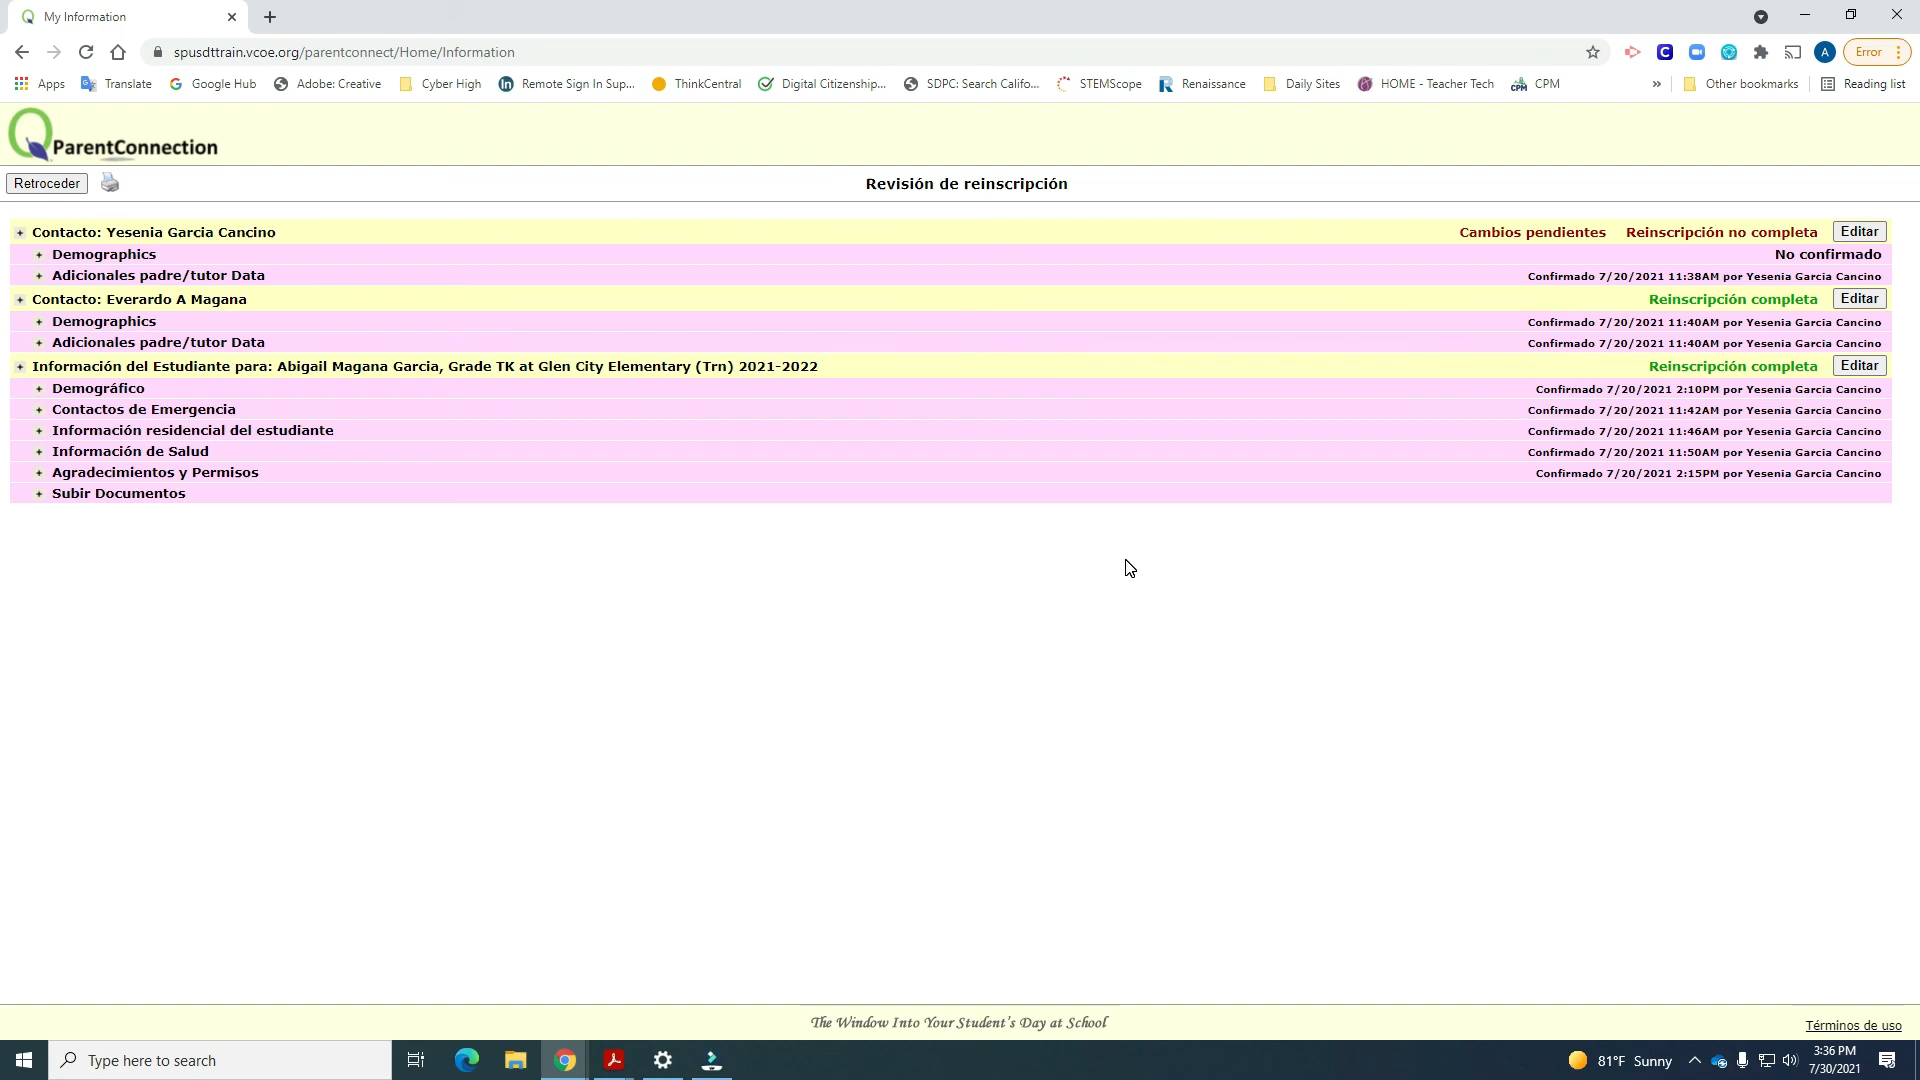 My Information
spusdttrain.vcoe.org/parentconnect/Home/Information
A
Error
Apps Translate Google Hub Adobe: Creative Cyber High Remote Sign In Sup... ThinkCentral Digital Citizenship... SDPC: Search Califo... STEMScope Renaissance Daily Sites HOME - Teacher Tech CPM » Other bookmarks Reading list
ParentConnection
Retroceder Revisión de reinscripción
Contacto: Yesenia Garcia Cancino Cambios pendientes Reinscripción no completa Editar
Demographics No confirmado
Adicionales padre/tutor Data Confirmado 7/20/2021 11:38AM por Yesenia Garcia Cancino
Contacto: Everardo A Magana Reinscripción completa Editar
Demographics Confirmado 7/20/2021 11:40AM por Yesenia Garcia Cancino
Adicionales padre/tutor Data Confirmado 7/20/2021 11:40AM por Yesenia Garcia Cancino
Información del Estudiante para: Abigail Magana Garcia, Grade TK at Glen City Elementary (Trn) 2021-2022 Reinscripción completa Editar
Demográfico Confirmado 7/20/2021 2:10PM por Yesenia Garcia Cancino
Contactos de Emergencia Confirmado 7/20/2021 11:42AM por Yesenia Garcia Cancino
Información residencial del estudiante Confirmado 7/20/2021 11:46AM por Yesenia Garcia Cancino
Información de Salud Confirmado 7/20/2021 11:50AM por Yesenia Garcia Cancino
Agradecimientos y Permisos Confirmado 7/20/2021 2:15PM por Yesenia Garcia Cancino
Subir Documentos
The Window Into Your Student's Day at School
Términos de uso
Type here to search 81°F Sunny 3:36 PM
7/30/2021